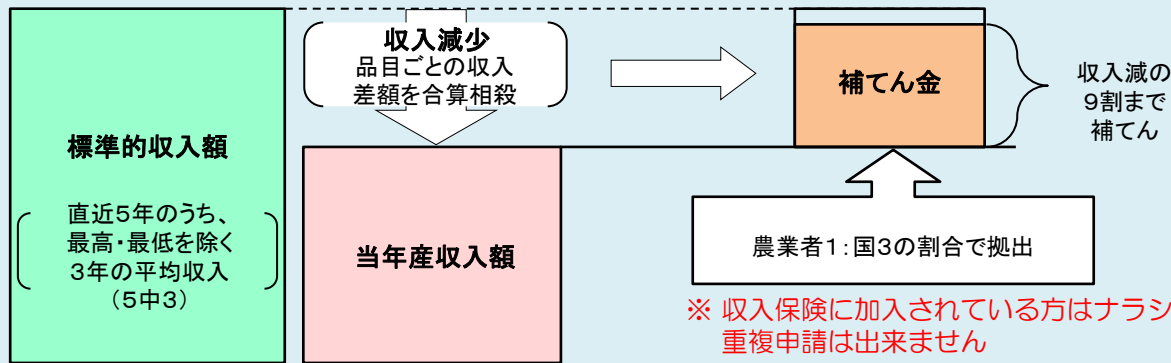 標準的収入額
直近5年のうち、
最高・最低を除く
3年の平均収入
(5中3)
収入減少
品目ごとの収入
差額を合算相殺
当年産収入額
補てん金
収入減の
9割まで
補てん
農業者1:国3の割合で拠出
※ 収入保険に加入されている方はナラシ
重複申請は出来ません